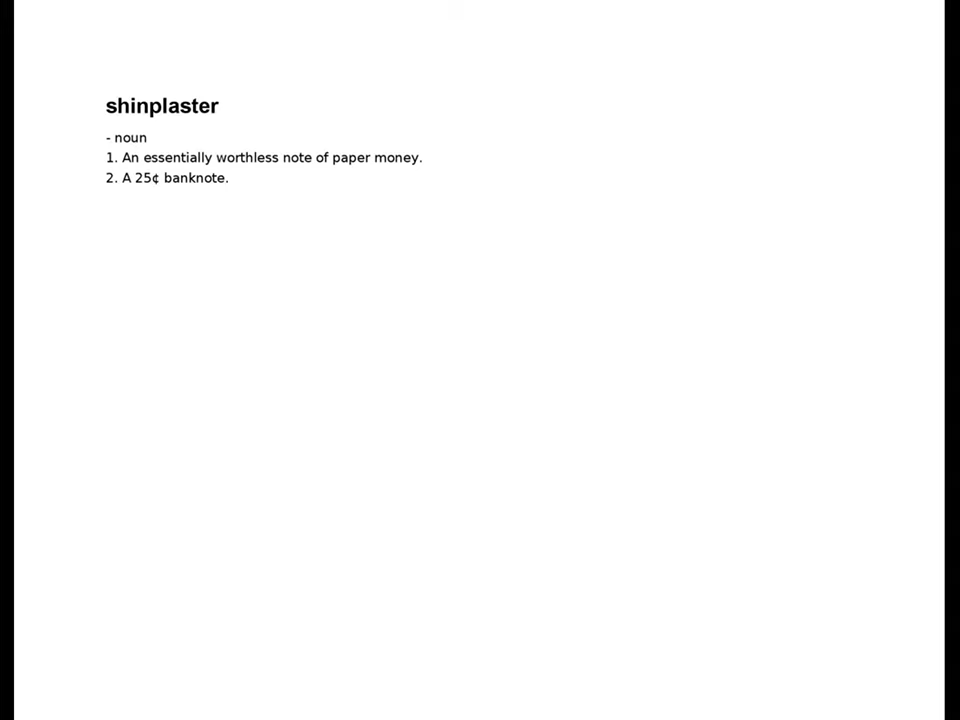 shinplaster
- noun
1. An essentially worthless note of paper money.
2. A 25¢ banknote.